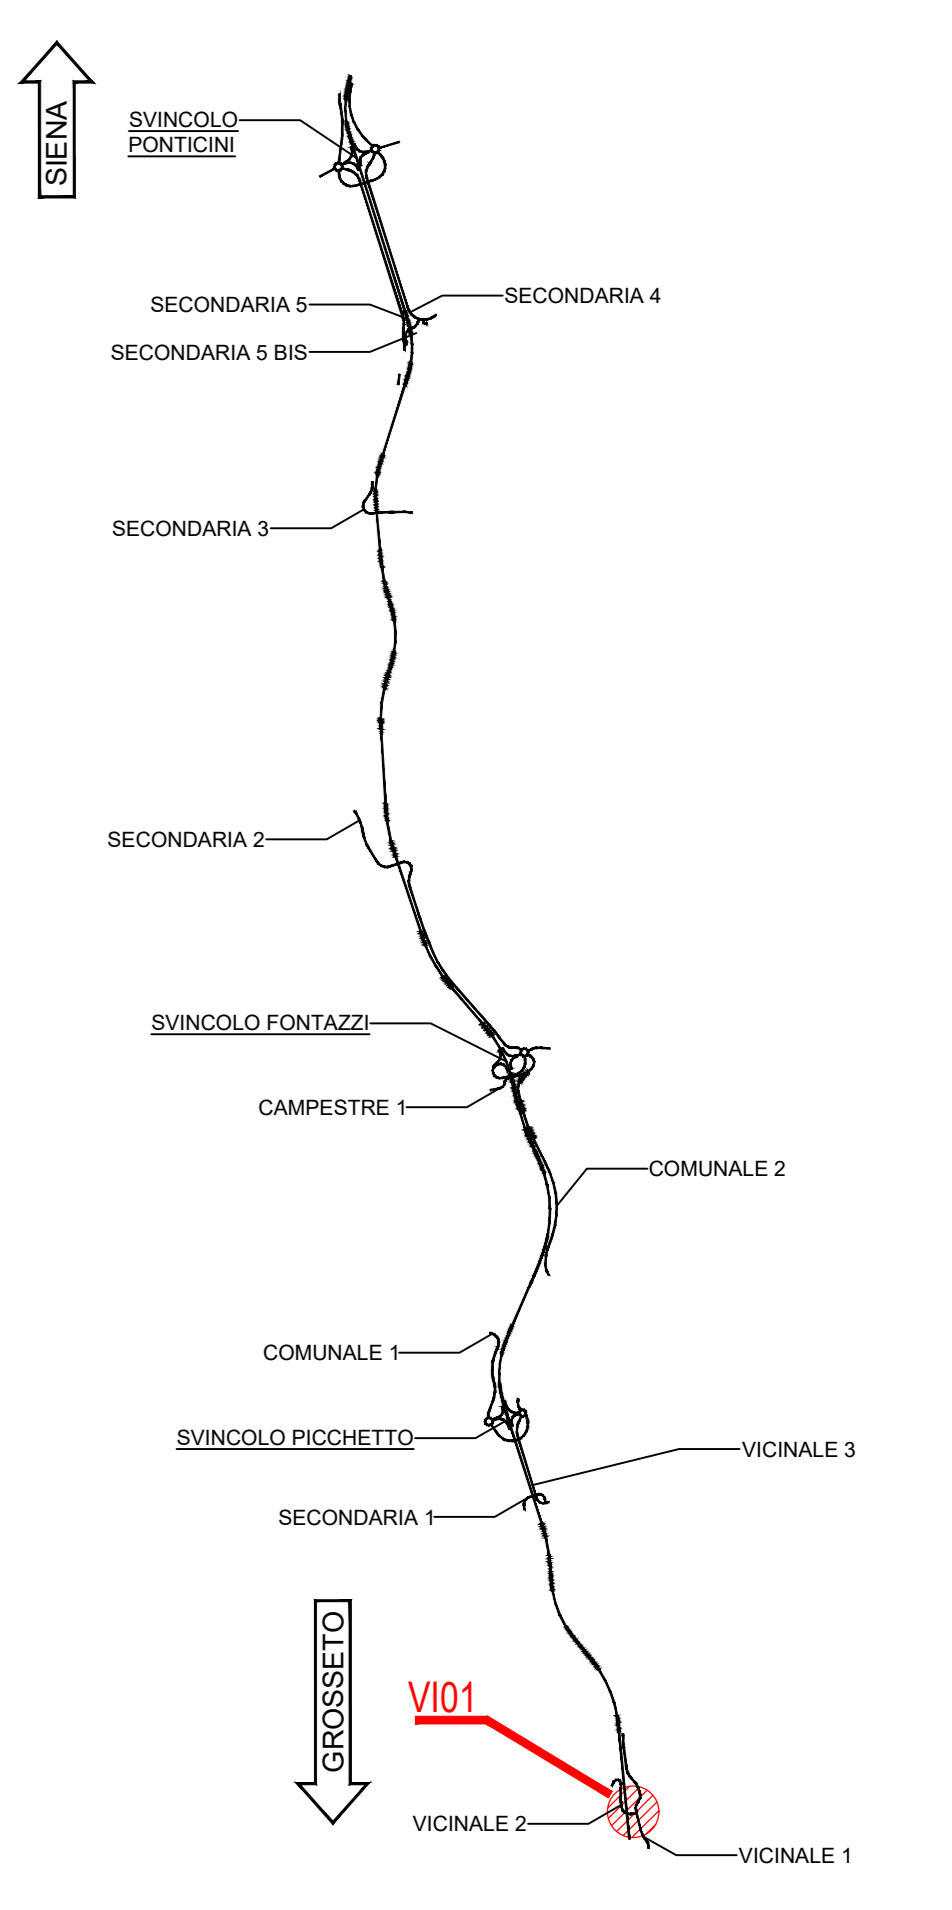 SIENA
SVINCOLO
PONTICINI
SECONDARIA 5
SECONDARIA 4
SECONDARIA 5 BIS
SECONDARIA 3
SECONDARIA 2
SVINCOLO FONTAZZI
CAMPESTRE 1
COMUNALE 2
COMUNALE 1
SVINCOLO PICCHETTO
VICINALE 3
SECONDARIA 1
GROSSETO
VI01
VICINALE 2
VICINALE 1